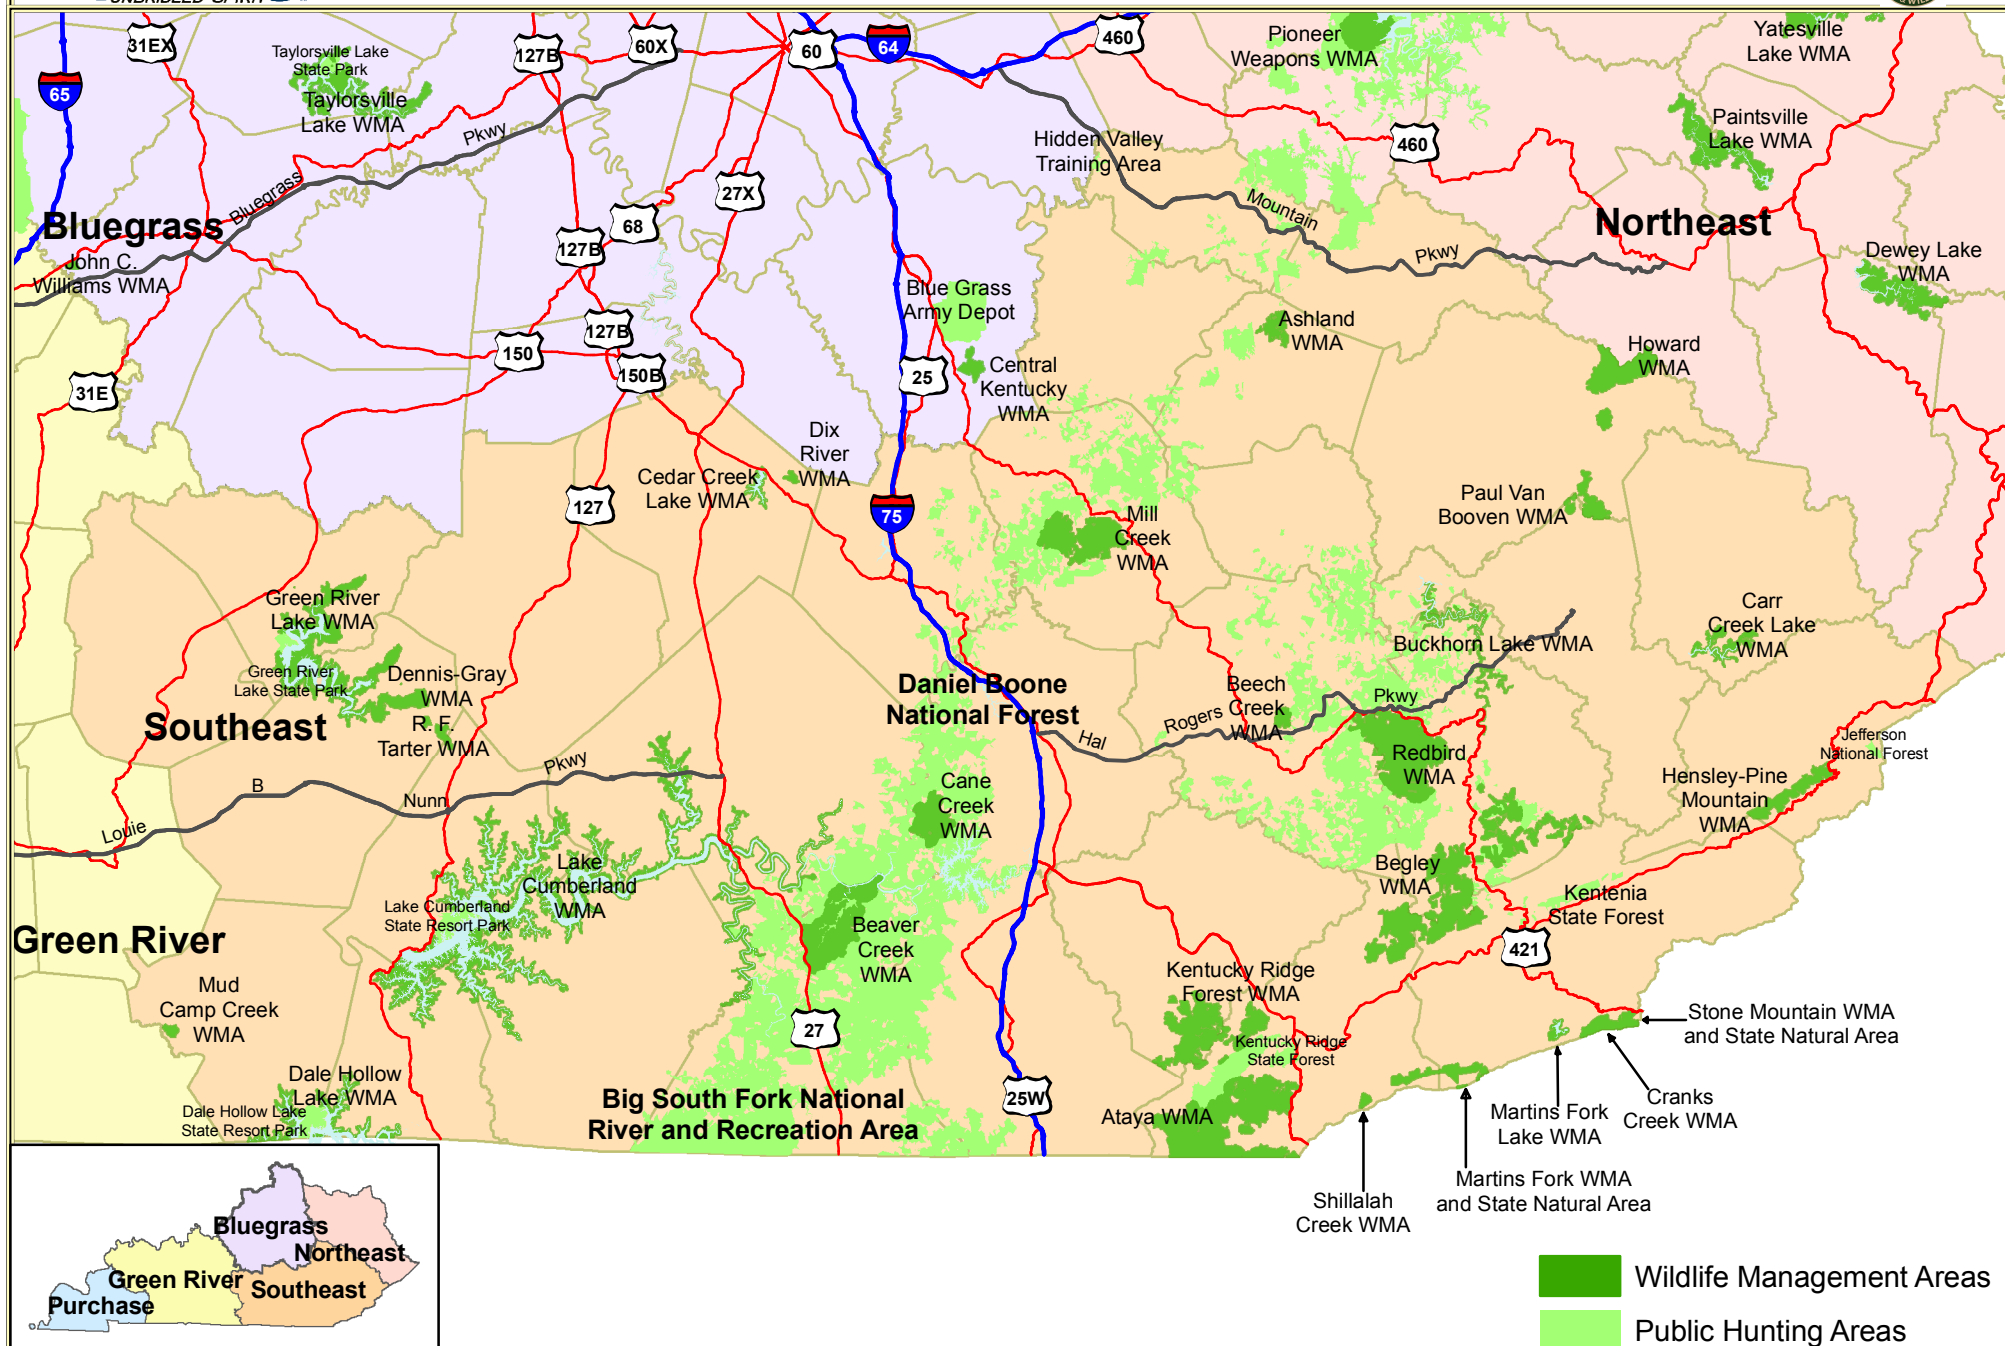 UNBRIDLED SPIRIT
31EX
Taylorsville Lake
State Park
Taylorsville
Lake WMA
127B
60X
60
64
460
Pioneer
Weapons WMA
Yatesville
Lake WMA
65
Bluegrass
Pkwy
Hidden Valley
Training Area
460
Paintsville
Lake WMA
27X
68
127B
Bluegrass
John C.
Williams WMA
Mountain
Pkwy
Northeast
Dewey Lake
WMA
Blue Grass
Army Depot
127B
150
150B
31E
25
Central
Kentucky
WMA
Ashland
WMA
Howard
WMA
Dix
River
WMA
Cedar Creek
Lake WMA
127
75
Mill
Creek
WMA
Paul Van
Booven WMA
Green River
Lake WMA
Green River
Lake State Park
Dennis-Gray
WMA
R. F.
Tarter WMA
Southeast
Daniel Boone
National Forest
Buckhorn Lake WMA
Carr
Creek Lake
WMA
Beech
Creek
WMA
Hal
Rogers
Pkwy
Redbird
WMA
Jefferson
National Forest
Hensley-Pine
Mountain
WMA
Louie
B
Nunn
Pkwy
Cane
Creek
WMA
Lake
Cumberland
WMA
Lake Cumberland
State Resort Park
Begley
WMA
Kentenia
State Forest
Green River
Beaver
Creek
WMA
421
Mud
Camp Creek
WMA
Kentucky Ridge
Forest WMA
Kentucky Ridge
State Forest
27
Stone Mountain WMA
and State Natural Area
Dale Hollow
Lake WMA
Dale Hollow Lake
State Resort Park
Big South Fork National
River and Recreation Area
25W
Ataya WMA
Martins Fork
Lake WMA
Cranks
Creek WMA
Shillalah
Creek WMA
Martins Fork WMA
and State Natural Area
Bluegrass
Northeast
Green River
Southeast
Purchase
Wildlife Management Areas
Public Hunting Areas